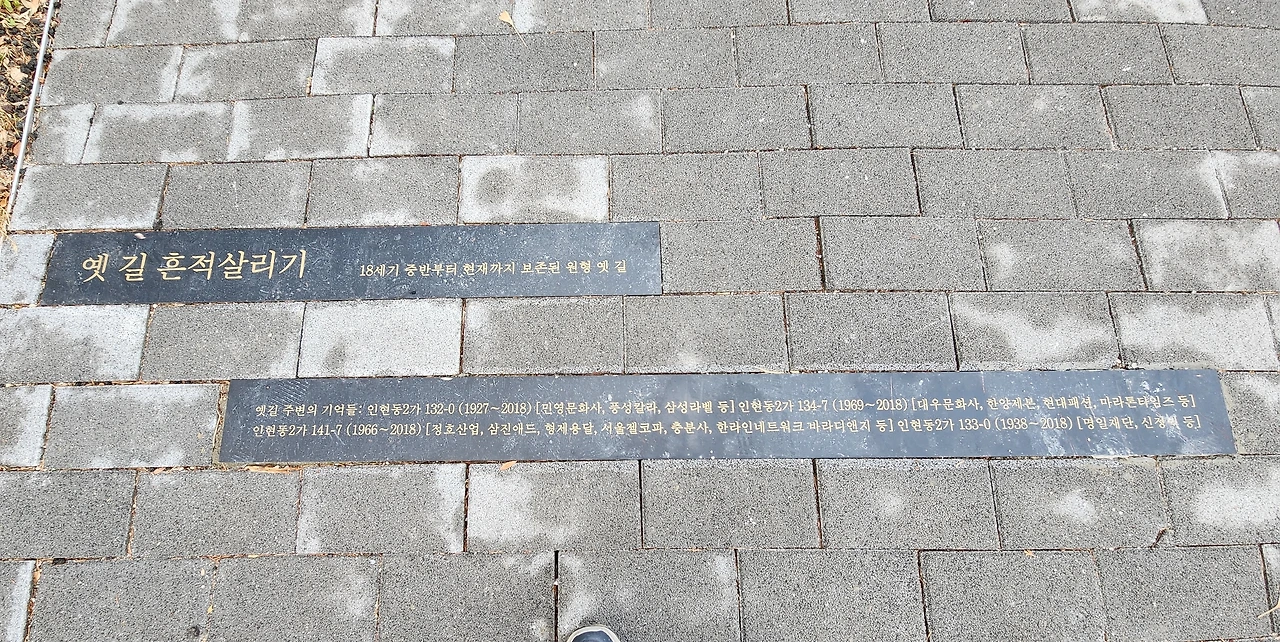 옛 길 흔적살리기 18세기 중반부터 현재까지 보존된 원형 옛 길
옛길 주변의 기억들: 인현동2가 132-0 (1927~2018) [민영문화사, 풍성칼라, 삼성라벨 등] 인현동2가 134-7 (1969~2018) [대우문화사, 한양제본, 현대패션, 마라톤타임즈 등]
인현동2가 141-7 (1966~2018) [정호산업, 삼진애드, 형제용달, 서울젤코과, 충분사, 한라인네트워크 바라디앤지 등] 인현동2가 133-0 (1938~2018) [명일재단, 등]